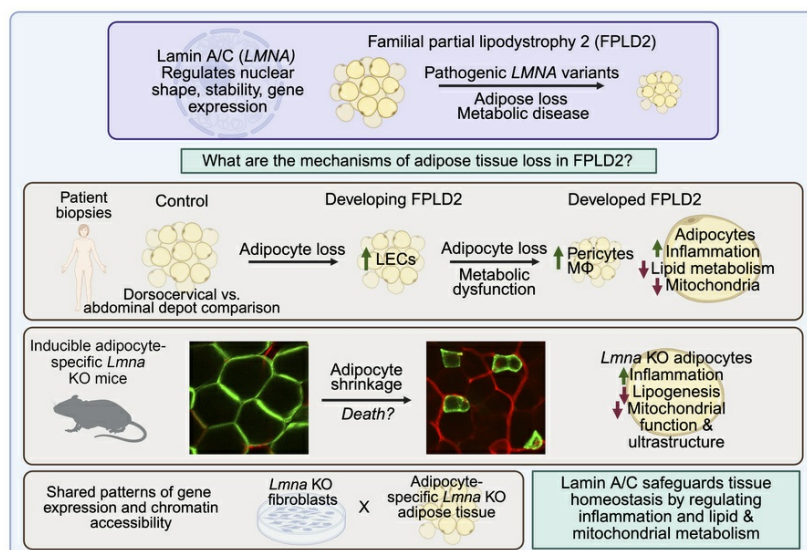 Lamin A/C (LMNA)
Regulates nuclear
shape, stability, gene
expression
Familial partial lipodystrophy 2 (FPLD2)
Pathogenic LMNA variants
Adipose loss
Metabolic disease
What are the mechanisms of adipose tissue loss in FPLD2?
Patient
biopsies
Control
Dorsocervical vs.
abdominal depot comparison
Adipocyte loss
Developing FPLD2
LECs
Adipocyte loss
Metabolic
dysfunction
Developed FPLD2
Pericytes
MΦ
Adipocytes
Inflammation
Lipid metabolism
Mitochondria
Inducible adipocyte-
specific Lmna
KO mice
Adipocyte
shrinkage
Death?
Lmna KO adipocytes
Inflammation
Lipogenesis
Mitochondrial
function &
ultrastructure
Shared patterns of gene
expression and chromatin
accessibility
Lmna KO
fibroblasts
X
Adipocyte-
specific Lmna KO
adipose tissue
Lamin A/C safeguards tissue
homeostasis by regulating
inflammation and lipid &
mitochondrial metabolism